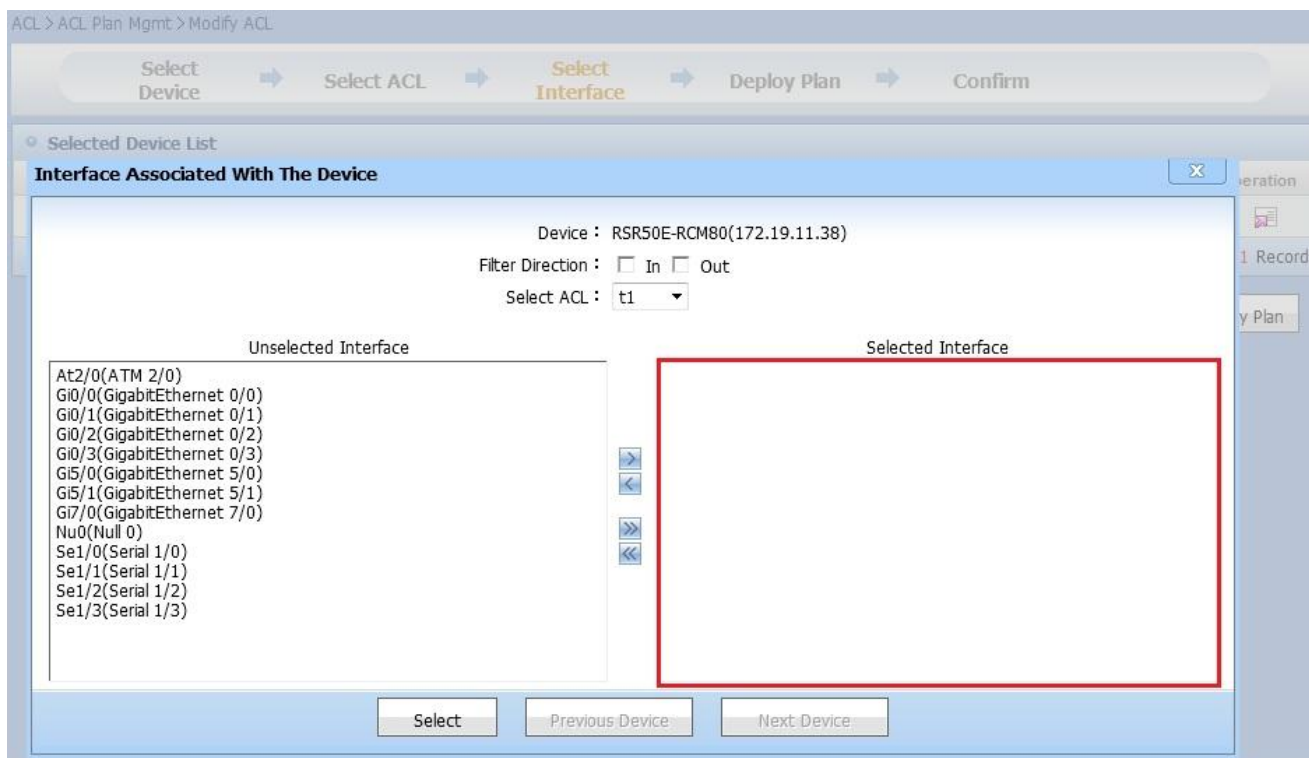 ACL > ACL Plan Mgmt > Modify ACL
Select Device
Select ACL
Select Interface
Deploy Plan
Confirm
Selected Device List
Interface Associated With The Device
eration
Device : RSR50E-RCM80(172.19.11.38)
Filter Direction : In Out
1 Record
Select ACL : t1
y Plan
Unselected Interface
Selected Interface
At2/0(ATM 2/0)
Gi0/0(GigabitEthernet 0/0)
Gi0/1(GigabitEthernet 0/1)
Gi0/2(GigabitEthernet 0/2)
Gi0/3(GigabitEthernet 0/3)
Gi5/0(GigabitEthernet 5/0)
Gi5/1(GigabitEthernet 5/1)
Gi7/0(GigabitEthernet 7/0)
Nu0(Null 0)
Se1/0(Serial 1/0)
Se1/1(Serial 1/1)
Se1/2(Serial 1/2)
Se1/3(Serial 1/3)
Select
Previous Device
Next Device